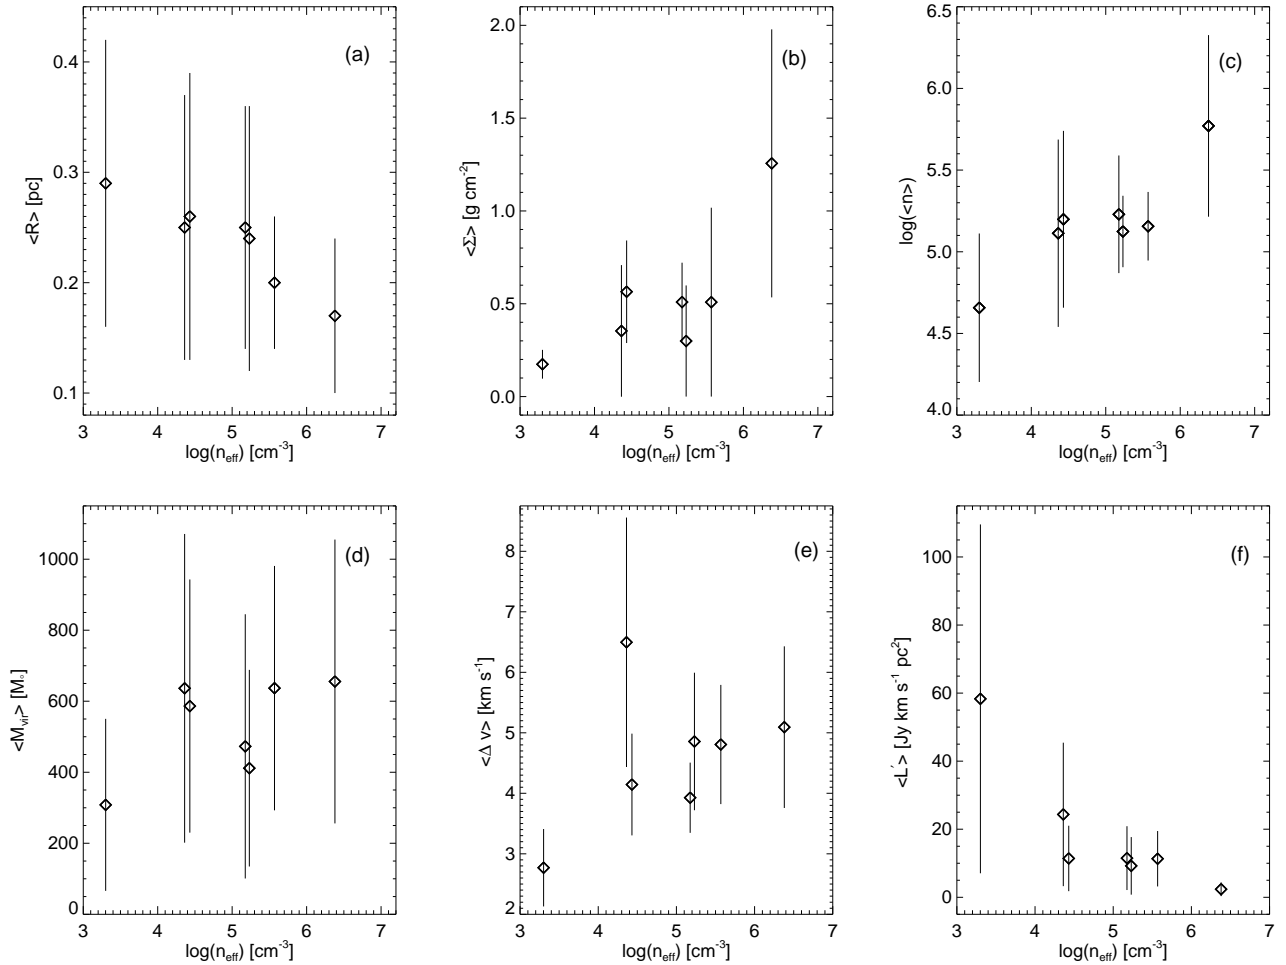 (a)
<R> [pc]
0.4
0.3
0.2
0.1
3 4 5 6 7
log(n_eff) [cm^-3]
(b)
<Σ> [g cm^-2]
2.0
1.5
1.0
0.5
0.0
3 4 5 6 7
log(n_eff) [cm^-3]
(c)
log(<n>)
6.5
6.0
5.5
5.0
4.5
4.0
3 4 5 6 7
log(n_eff) [cm^-3]
(d)
<M_vir> [M_○]
1000
800
600
400
200
0
3 4 5 6 7
log(n_eff) [cm^-3]
(e)
<Δ v> [km s^-1]
8
7
6
5
4
3
2
3 4 5 6 7
log(n_eff) [cm^-3]
(f)
<L′> [Jy km s^-1 pc^2]
100
80
60
40
20
0
3 4 5 6 7
log(n_eff) [cm^-3]